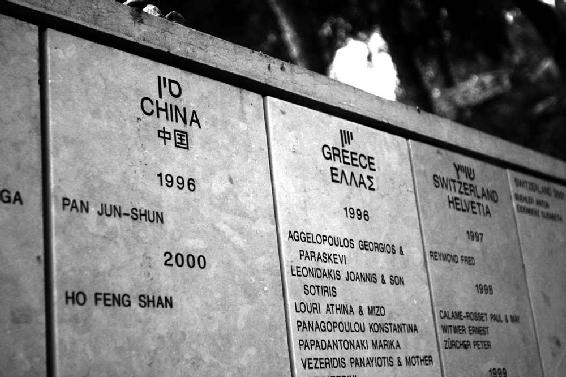 GA
סין
CHINA
中国
1996
PAN JUN-SHUN
2000
HO FENG SHAN
יוון
GREECE
ΕΛΛΑΣ
1996
AGGELOPOULOS GEORGIOS &
PARASKEVI
LEONIDAKIS JOANNIS & SON
SOTIRIS
LOURI ATHINA & MIZO
PANAGOPOULOU KONSTANTINA
PAPADANTONAKI MARIKA
VEZERIDIS PANAYIOTIS & MOTHER
שווייץ
SWITZERLAND
HELVETIA
1997
REYMOND FRED
1998
CALAME-ROSSET PAUL & MAY
WITMER ERNEST
ZÜRCHER PETER
1999
SWITZERLAND